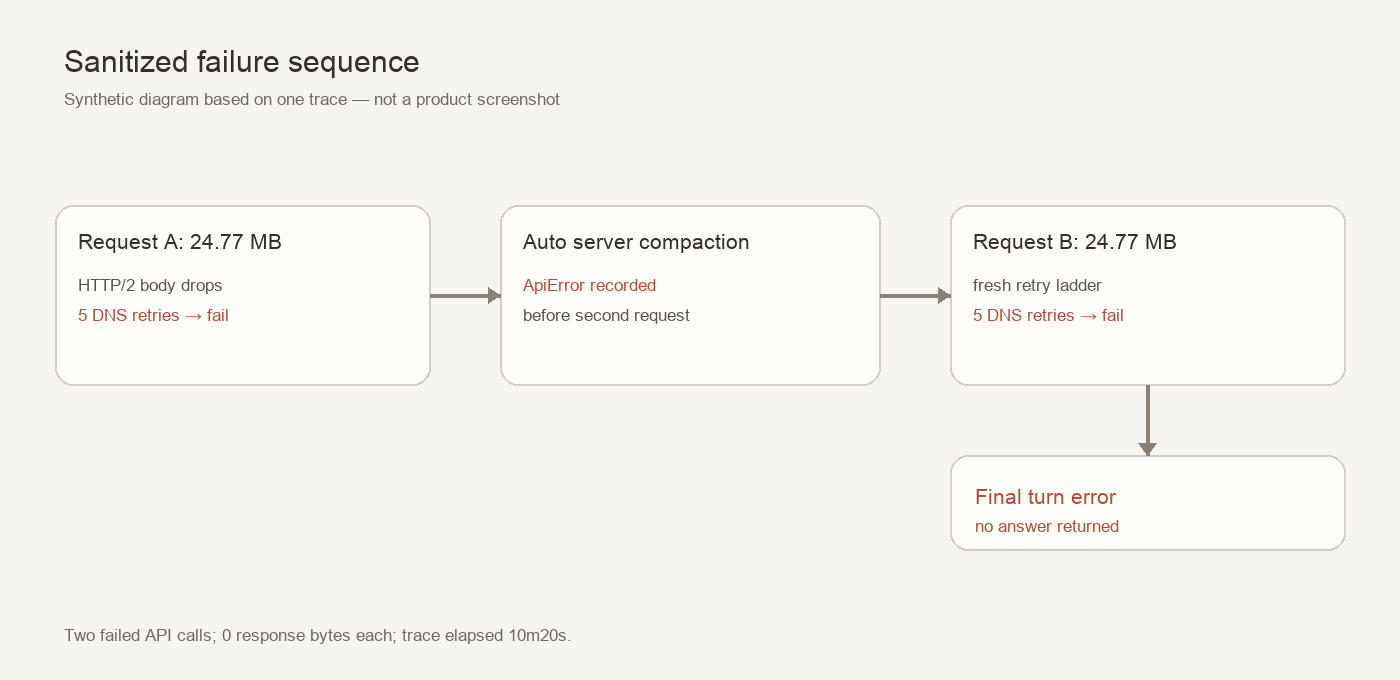 Sanitized failure sequence
Synthetic diagram based on one trace — not a product screenshot
Request A: 24.77 MB
HTTP/2 body drops
5 DNS retries → fail
Auto server compaction
ApiError recorded
before second request
Request B: 24.77 MB
fresh retry ladder
5 DNS retries → fail
Final turn error
no answer returned
Two failed API calls; 0 response bytes each; trace elapsed 10m20s.